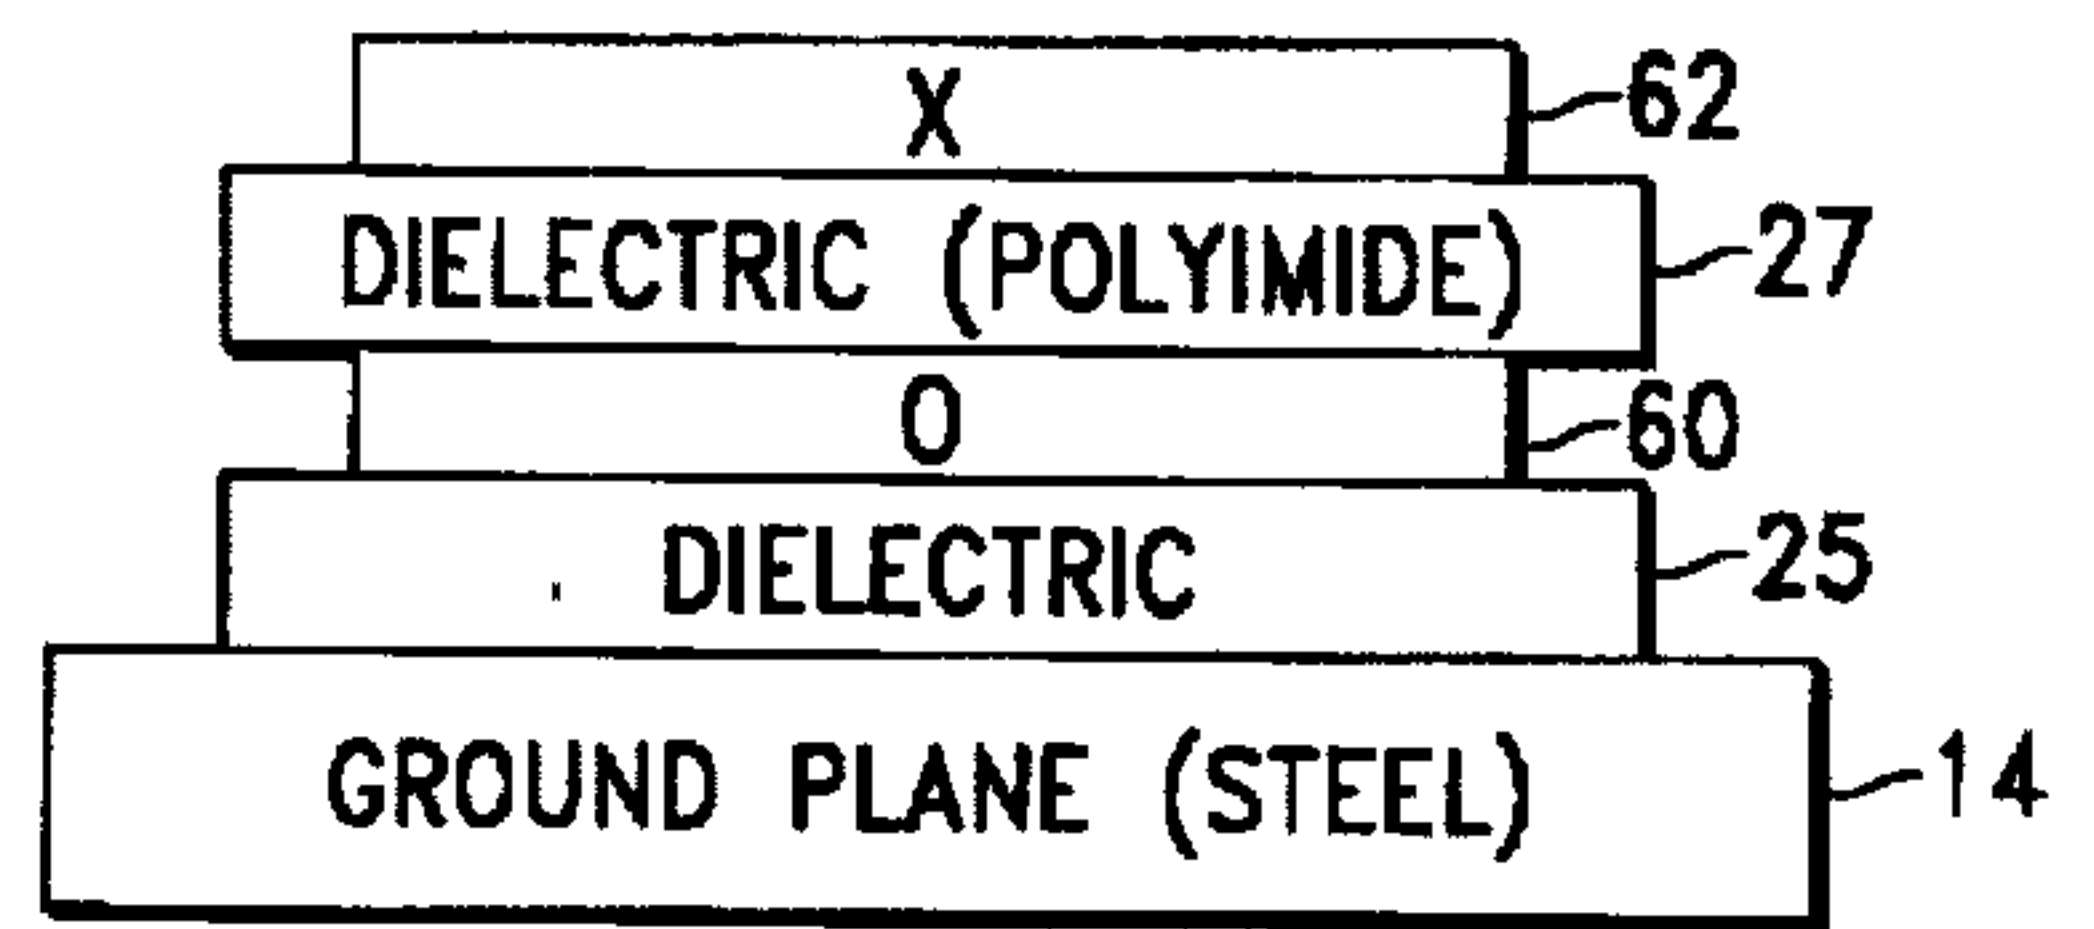 X 62
DIELECTRIC (POLYIMIDE) 27
O 60
DIELECTRIC 25
GROUND PLANE (STEEL) 14